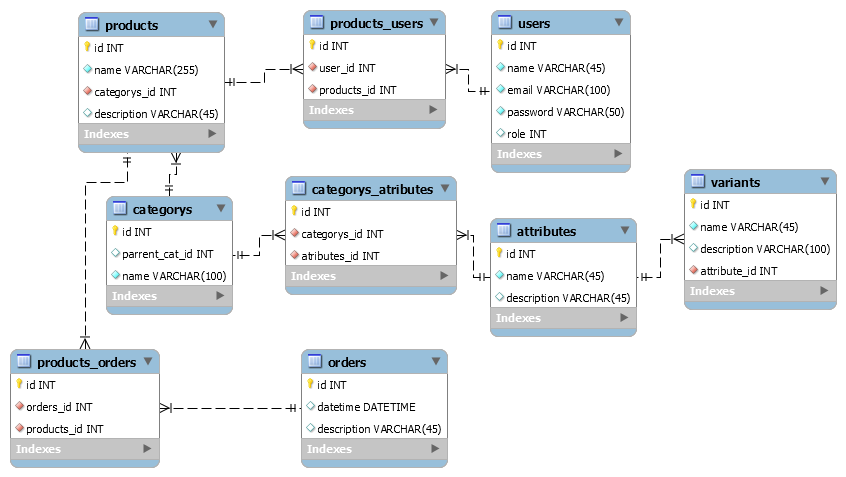 products
id INT
name VARCHAR(255)
categorys_id INT
description VARCHAR(45)
Indexes
products_users
id INT
user_id INT
products_id INT
Indexes
users
id INT
name VARCHAR(45)
email VARCHAR(100)
password VARCHAR(50)
role INT
Indexes
categorys
id INT
parrent_cat_id INT
name VARCHAR(100)
Indexes
categorys_atributes
id INT
categorys_id INT
atributes_id INT
Indexes
attributes
id INT
name VARCHAR(45)
description VARCHAR(45)
Indexes
variants
id INT
name VARCHAR(45)
description VARCHAR(100)
attribute_id INT
Indexes
products_orders
id INT
orders_id INT
products_id INT
Indexes
orders
id INT
datetime DATETIME
description VARCHAR(45)
Indexes